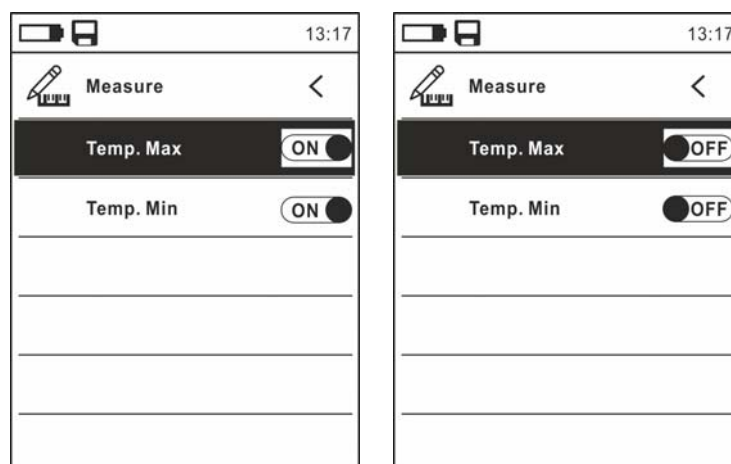 13:17
Measure
Temp. Max ON
Temp. Min ON
13:17
Measure
Temp. Max OFF
Temp. Min OFF